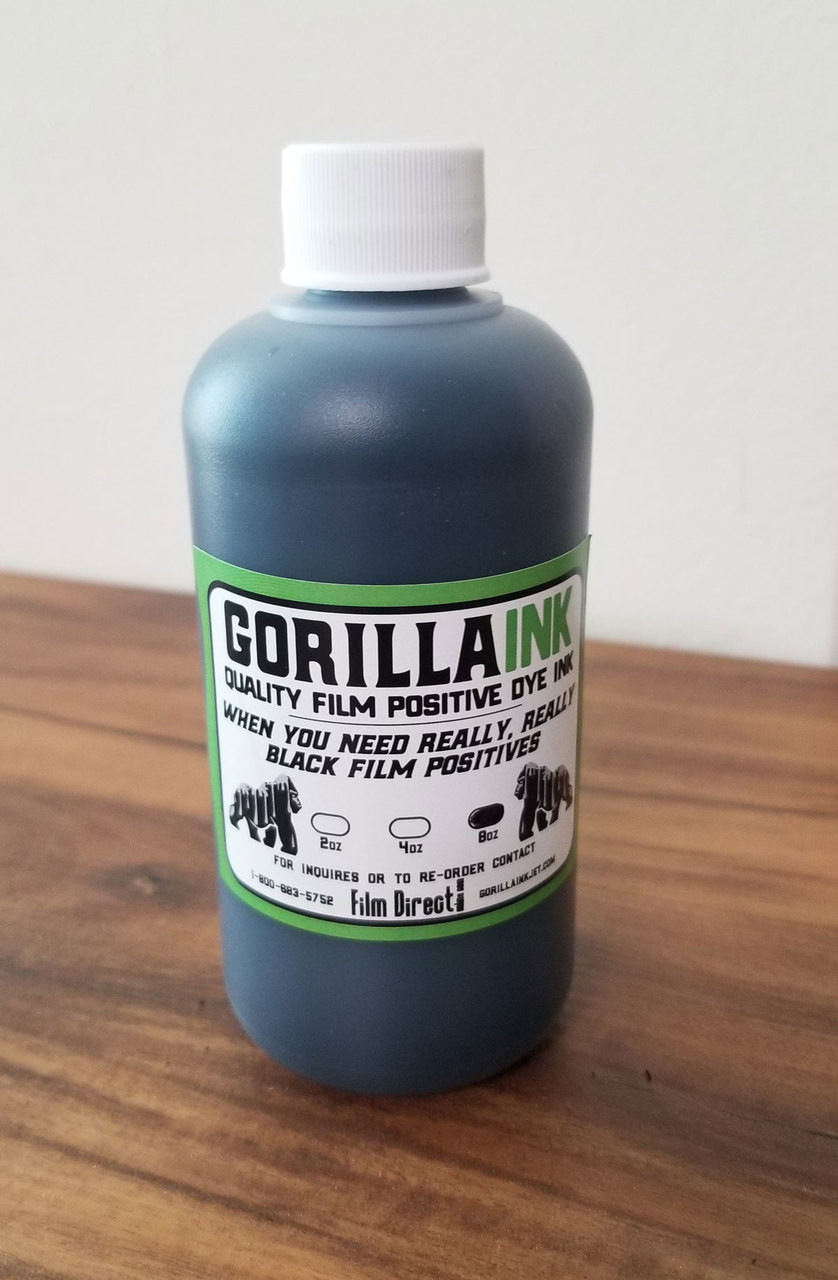 GORILLAINK
QUALITY FILM POSITIVE DYE INK
WHEN YOU NEED REALLY, REALLY
BLACK FILM POSITIVES
2oz 4oz 8oz
FOR INQUIRES OR TO RE-ORDER CONTACT
1-800-683-5752 Film Direct GORILLAINKJET.COM